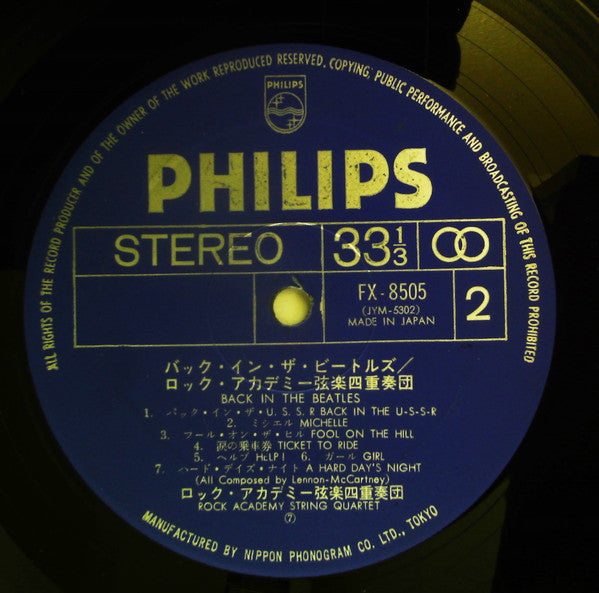 ALL RIGHTS OF THE RECORD PRODUCER AND OF THE OWNER OF THE WORK REPRODUCED RESERVED. COPYING, PUBLIC PERFORMANCE AND BROADCASTING OF THIS RECORD PROHIBITED
PHILIPS
PHILIPS
STEREO 33 1/3
FX-8505
(JYM-5302)
MADE IN JAPAN
2
バック・イン・ザ・ビートルズ/
ロック・アカデミー弦楽四重奏団
BACK IN THE BEATLES
1. バック・イン・ザ・U.S.S.R BACK IN THE U-S-S-R
2. ミシエル MICHELLE
3. フール・オン・ザ・ヒル FOOL ON THE HILL
4. 涙の乗車券 TICKET TO RIDE
5. ヘルプ HELP! 6. ガール GIRL
7. ハード・デイズ・ナイト A HARD DAY'S NIGHT
(All Composed by Lennon-McCartney)
ロック・アカデミー弦楽四重奏団
ROCK ACADEMY STRING QUARTET
⑦
MANUFACTURED BY NIPPON PHONOGRAM CO. LTD., TOKYO